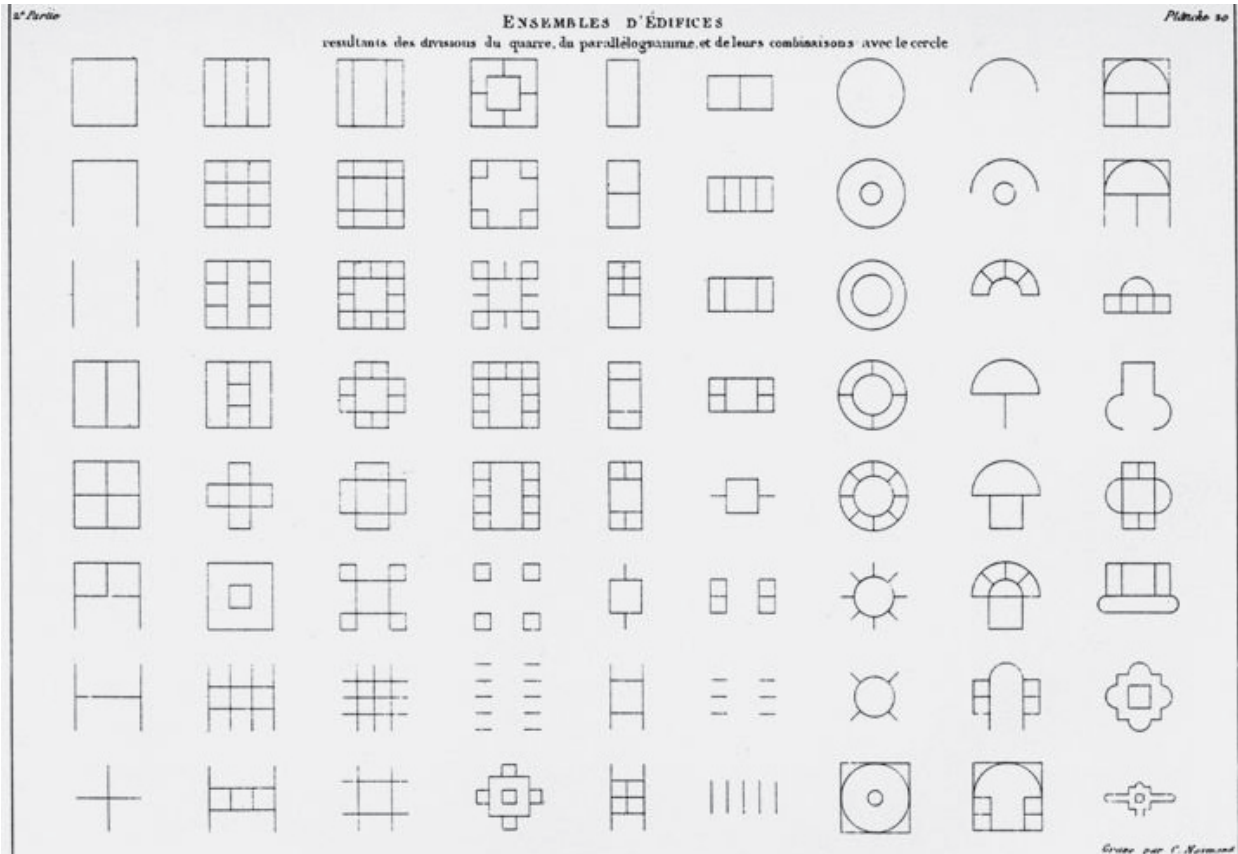 2ᵉ Partie
Planche 20
ENSEMBLES D'ÉDIFICES
resultants des divisions du quarre, du parallélogramme, et de leurs combinaisons avec le cercle
Gravé par C. Normand